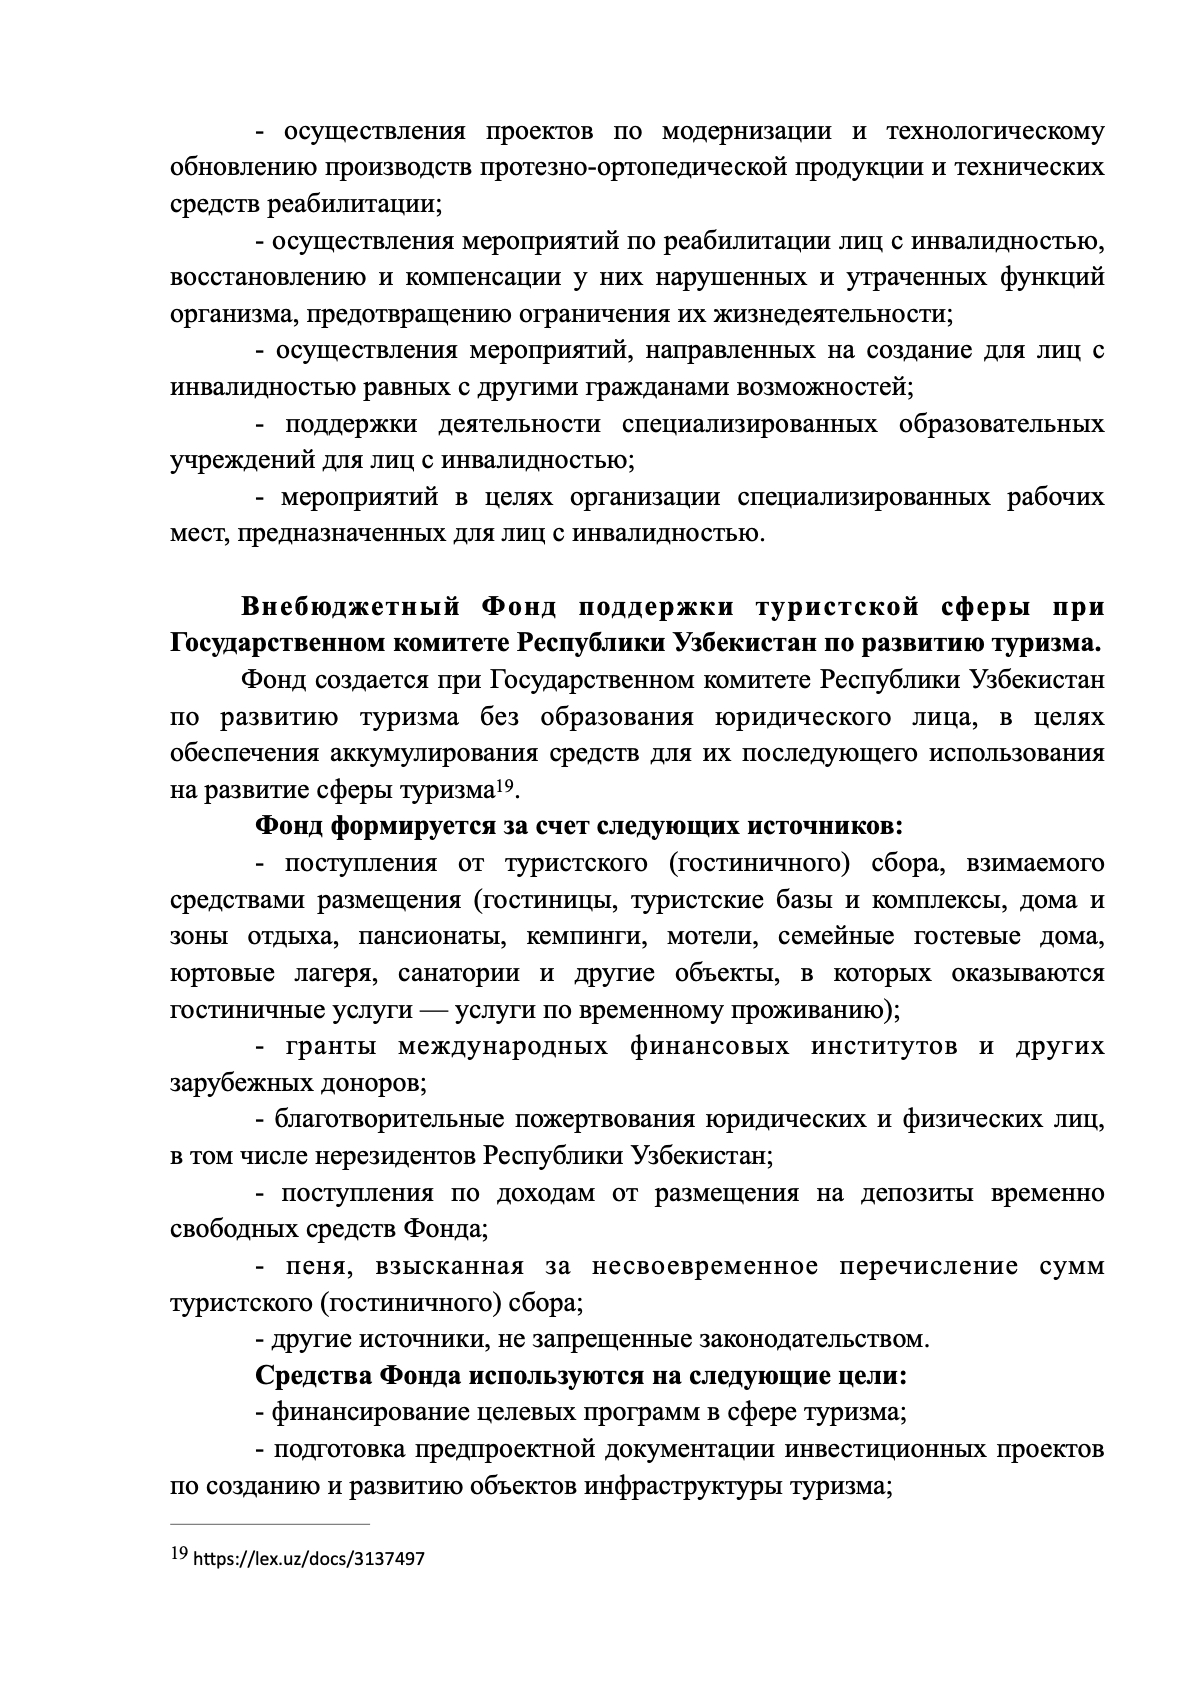 - осуществления проектов по модернизации и технологическому
обновлению производств протезно-ортопедической продукции и технических
средств реабилитации;
- осуществления мероприятий по реабилитации лиц с инвалидностью,
восстановлению и компенсации у них нарушенных и утраченных функций
организма, предотвращению ограничения их жизнедеятельности;
- осуществления мероприятий, направленных на создание для лиц с
инвалидностью равных с другими гражданами возможностей;
- поддержки деятельности специализированных образовательных
учреждений для лиц с инвалидностью;
- мероприятий в целях организации специализированных рабочих
мест, предназначенных для лиц с инвалидностью.
Внебюджетный Фонд поддержки туристской сферы при
Государственном комитете Республики Узбекистан по развитию туризма.
Фонд создается при Государственном комитете Республики Узбекистан
по развитию туризма без образования юридического лица, в целях
обеспечения аккумулирования средств для их последующего использования
на развитие сферы туризма19.
Фонд формируется за счет следующих источников:
- поступления от туристского (гостиничного) сбора, взимаемого
средствами размещения (гостиницы, туристские базы и комплексы, дома и
зоны отдыха, пансионаты, кемпинги, мотели, семейные гостевые дома,
юртовые лагеря, санатории и другие объекты, в которых оказываются
гостиничные услуги — услуги по временному проживанию);
- гранты международных финансовых институтов и других
зарубежных доноров;
- благотворительные пожертвования юридических и физических лиц,
в том числе нерезидентов Республики Узбекистан;
- поступления по доходам от размещения на депозиты временно
свободных средств Фонда;
- пеня, взысканная за несвоевременное перечисление сумм
туристского (гостиничного) сбора;
- другие источники, не запрещенные законодательством.
Средства Фонда используются на следующие цели:
- финансирование целевых программ в сфере туризма;
- подготовка предпроектной документации инвестиционных проектов
по созданию и развитию объектов инфраструктуры туризма;
19 https://lex.uz/docs/3137497